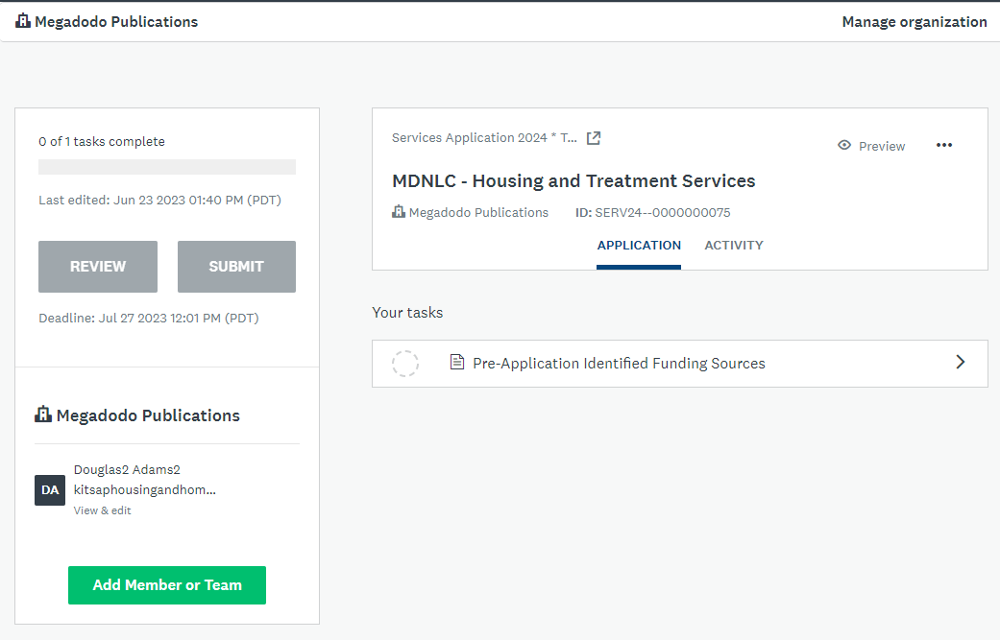 Megadodo Publications
Manage organization
0 of 1 tasks complete
Last edited: Jun 23 2023 01:40 PM (PDT)
REVIEW
SUBMIT
Deadline: Jul 27 2023 12:01 PM (PDT)
Megadodo Publications
DA
Douglas2 Adams2
kitsaphousingandhom...
View & edit
Add Member or Team
Services Application 2024 * T...
Preview
MDNLC - Housing and Treatment Services
Megadodo Publications ID: SERV24--0000000075
APPLICATION ACTIVITY
Your tasks
Pre-Application Identified Funding Sources